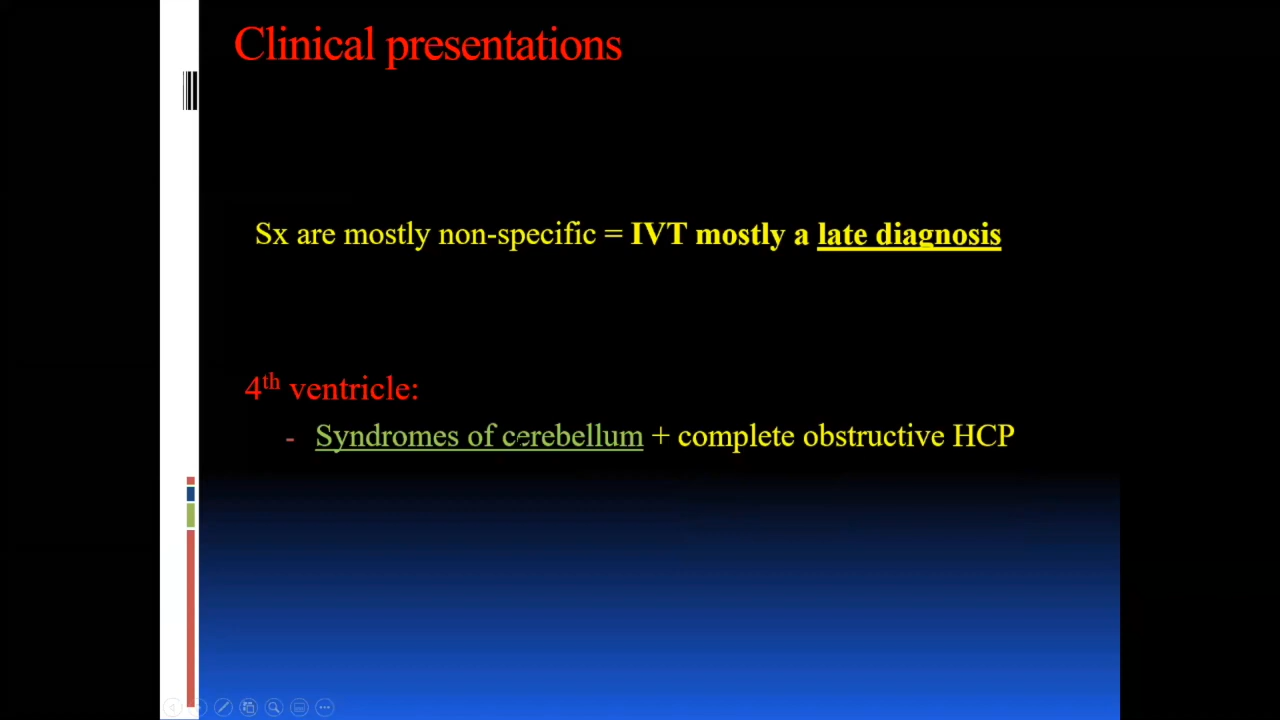 Clinical presentations
Sx are mostly non-specific = IVT mostly a late diagnosis
4th ventricle:
- Syndromes of cerebellum + complete obstructive HCP